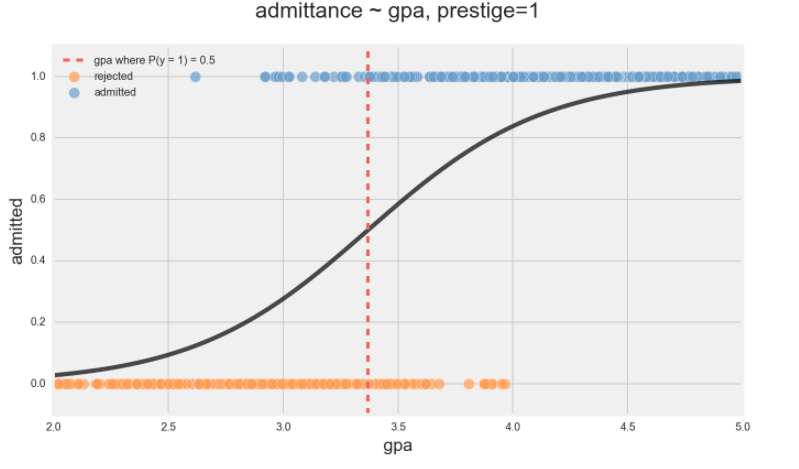 admittance ~ gpa, prestige=1
gpa where P(y = 1) = 0.5
rejected
admitted
1.0
0.8
0.6
0.4
0.2
0.0
admitted
2.0 2.5 3.0 3.5 4.0 4.5 5.0
gpa